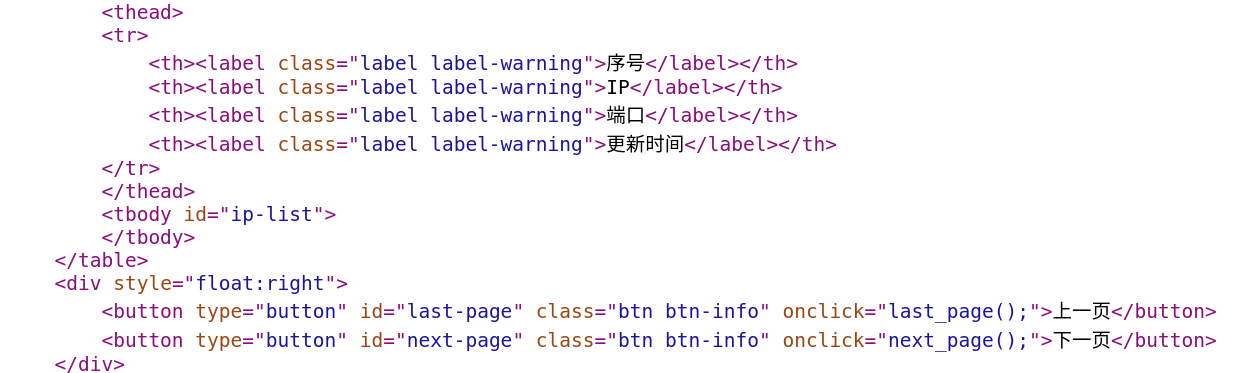 <thead>
<tr>
<th><label class="label label-warning">序号</label></th>
<th><label class="label label-warning">IP</label></th>
<th><label class="label label-warning">端口</label></th>
<th><label class="label label-warning">更新时间</label></th>
</tr>
</thead>
<tbody id="ip-list">
</tbody>
</table>
<div style="float:right">
<button type="button" id="last-page" class="btn btn-info" onclick="last_page();">上一页</button>
<button type="button" id="next-page" class="btn btn-info" onclick="next_page();">下一页</button>
</div>